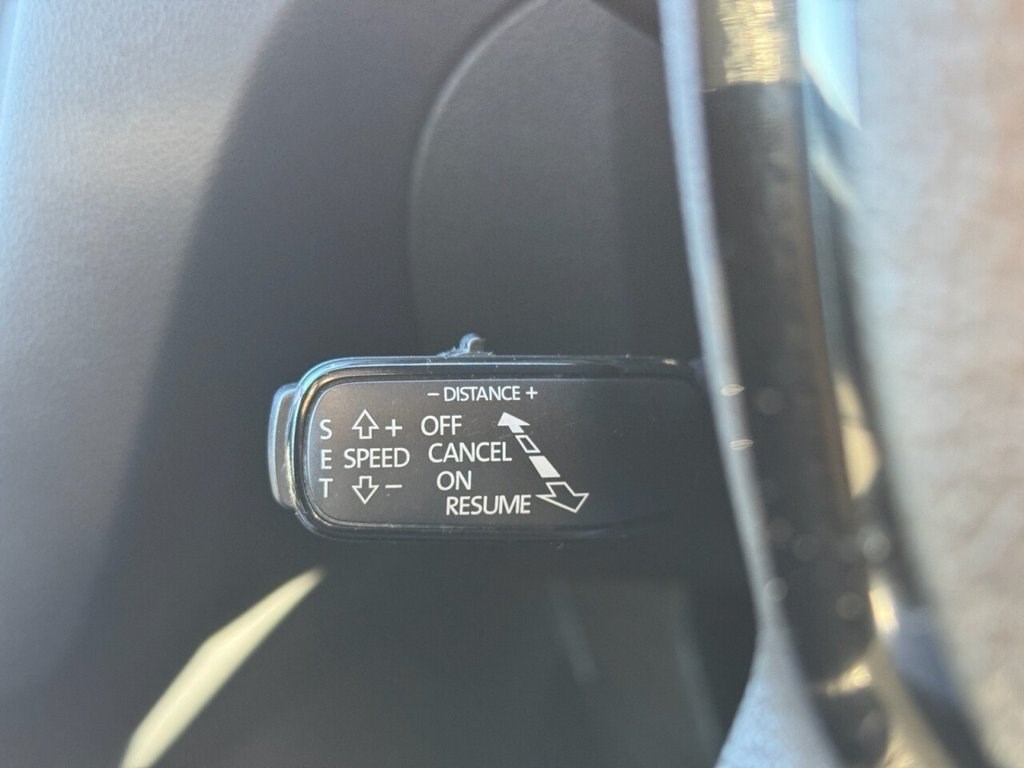 − DISTANCE +
S + OFF
E SPEED CANCEL
T − ON
RESUME